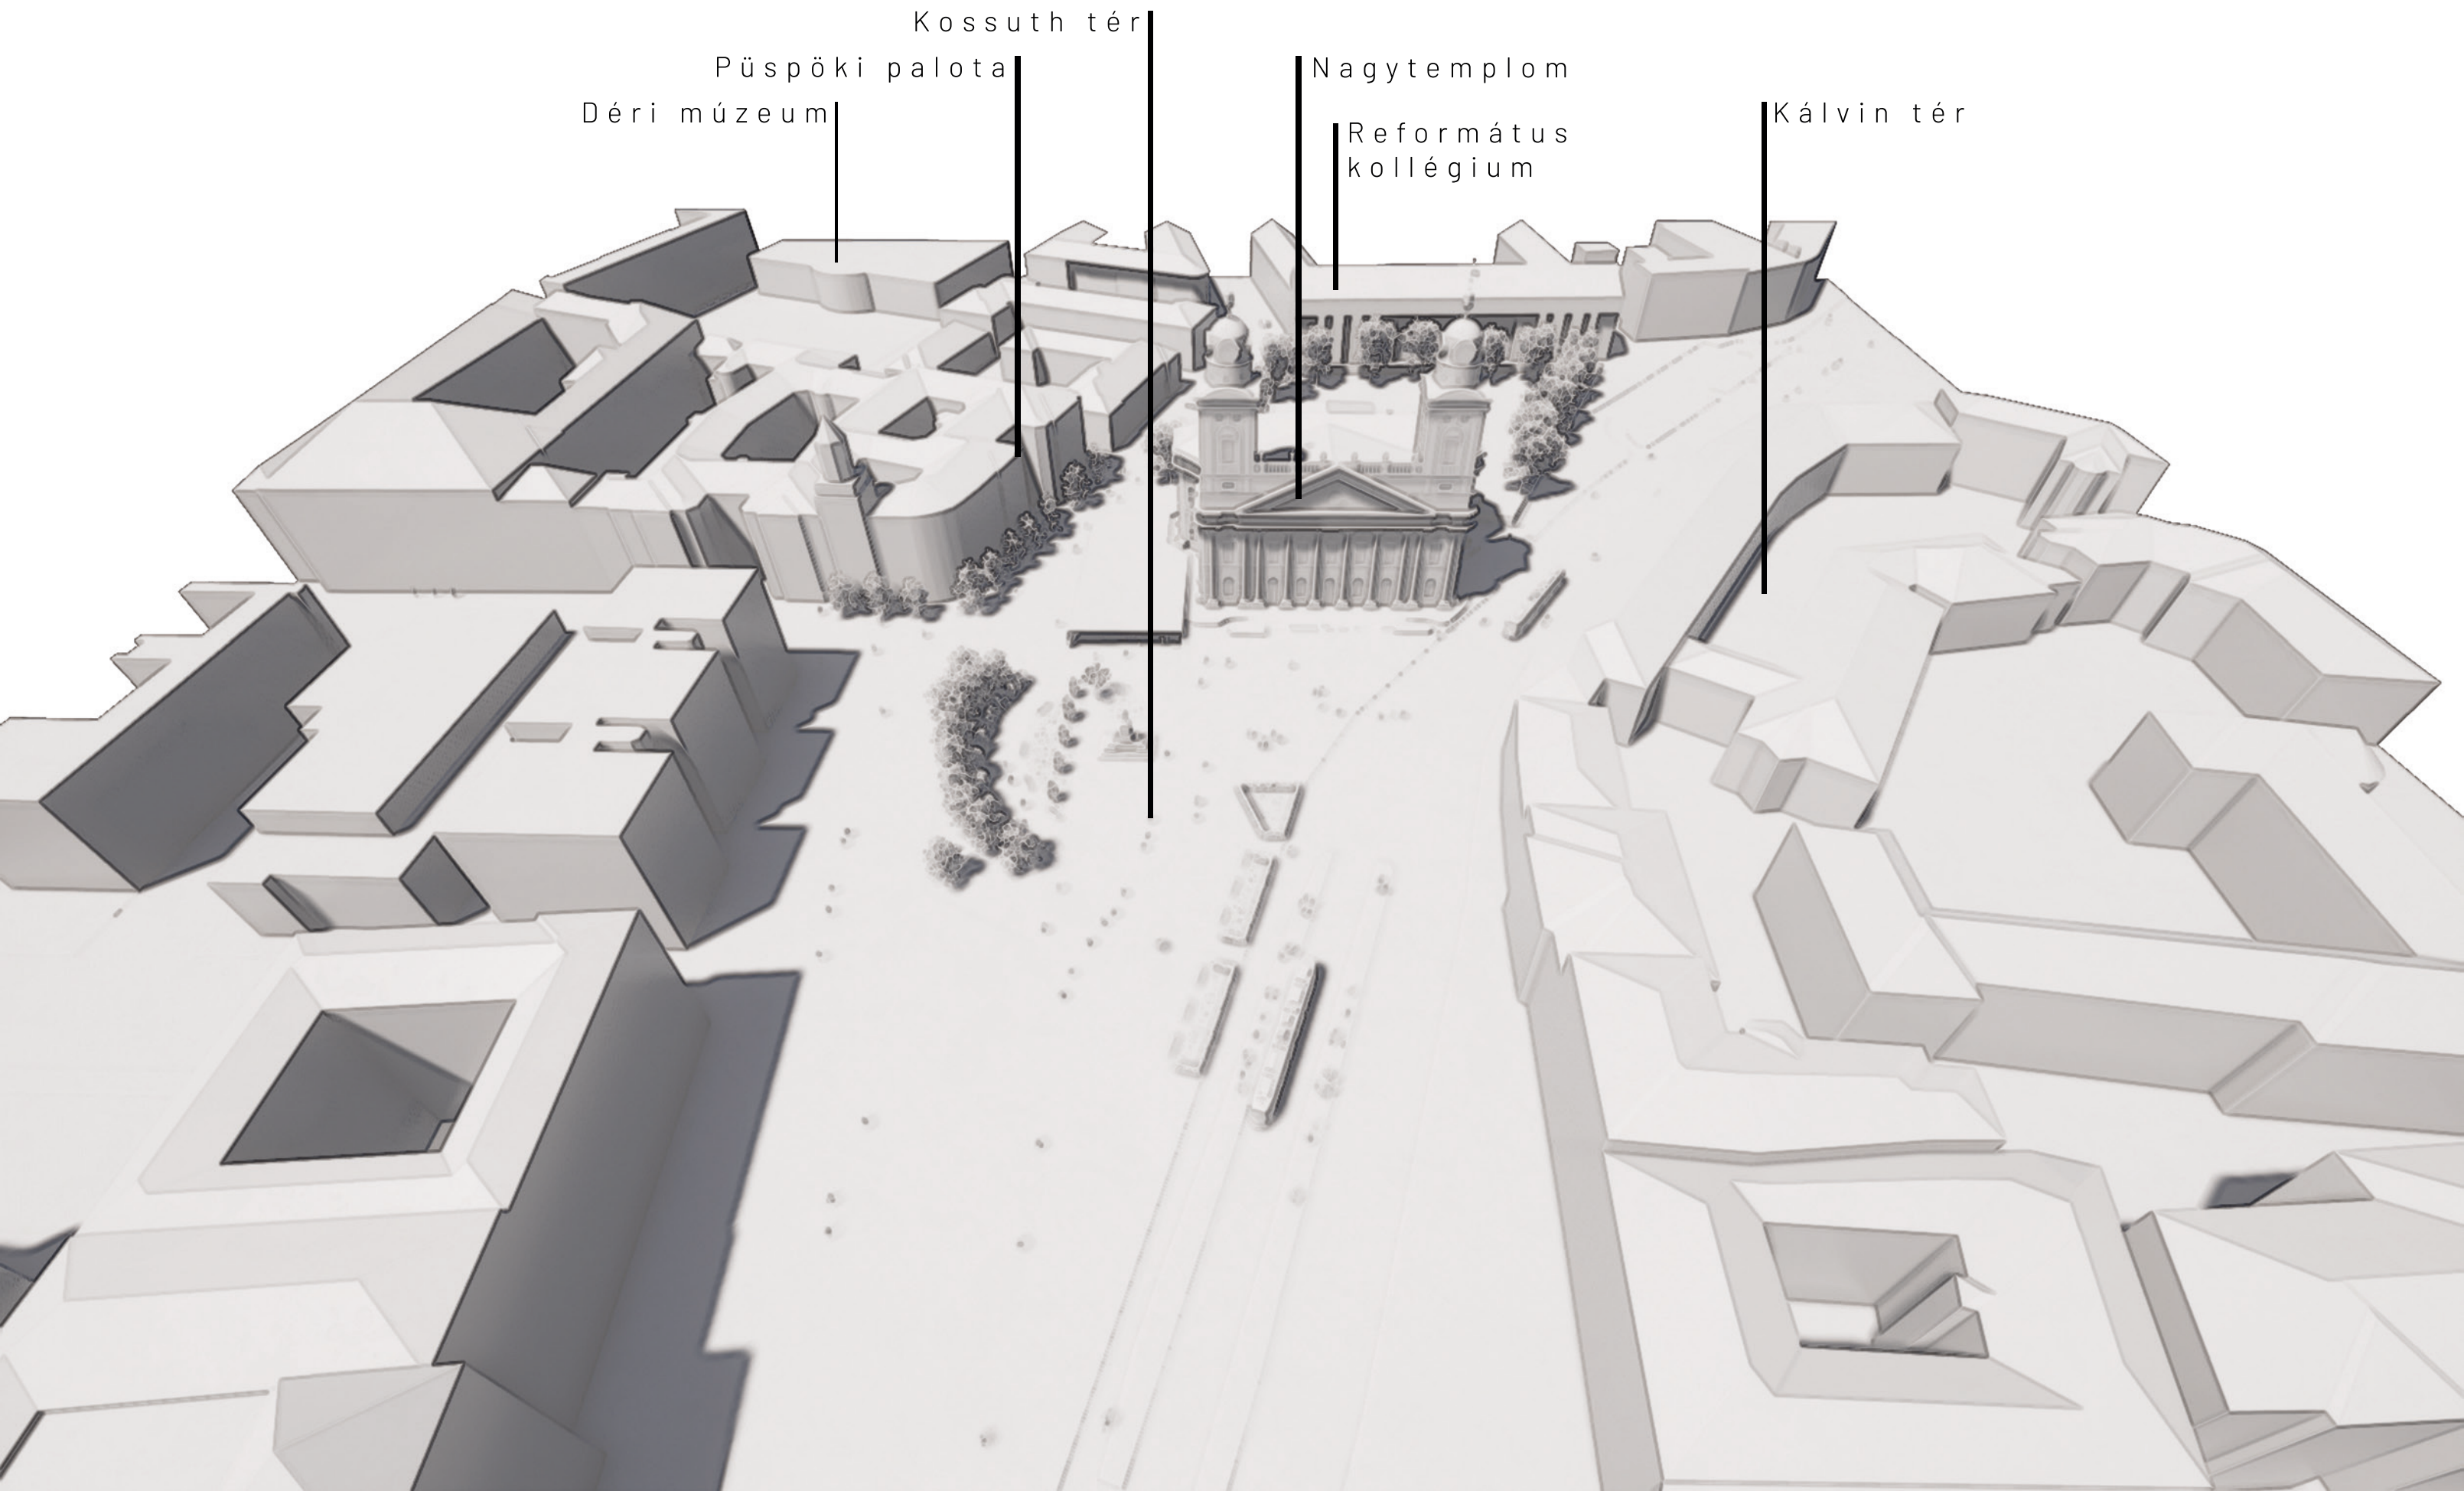 Kossuth tér
Püspöki palota
Déri múzeum
Nagytemplom
Református
kollégium
Kálvin tér